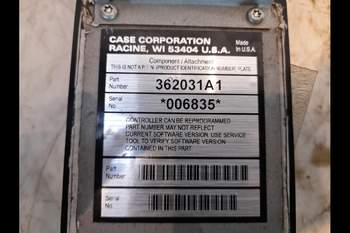 CASE CORPORATION
RACINE, WI 53404 U.S.A.
Made In U.S.A.
Component / Attachment
THIS IS NOT A P.I.N. (PRODUCT IDENTIFICATION NUMBER) PLATE
Part Number 362031A1
Serial No. *006835*
CONTROLLER CAN BE REPROGRAMMED
PART NUMBER MAY NOT REFLECT
CURRENT SOFTWARE VERSION. USE SERVICE
TOOL TO VERIFY SOFTWARE VERSION
CONTAINED IN THIS PART
Part Number
Serial No.